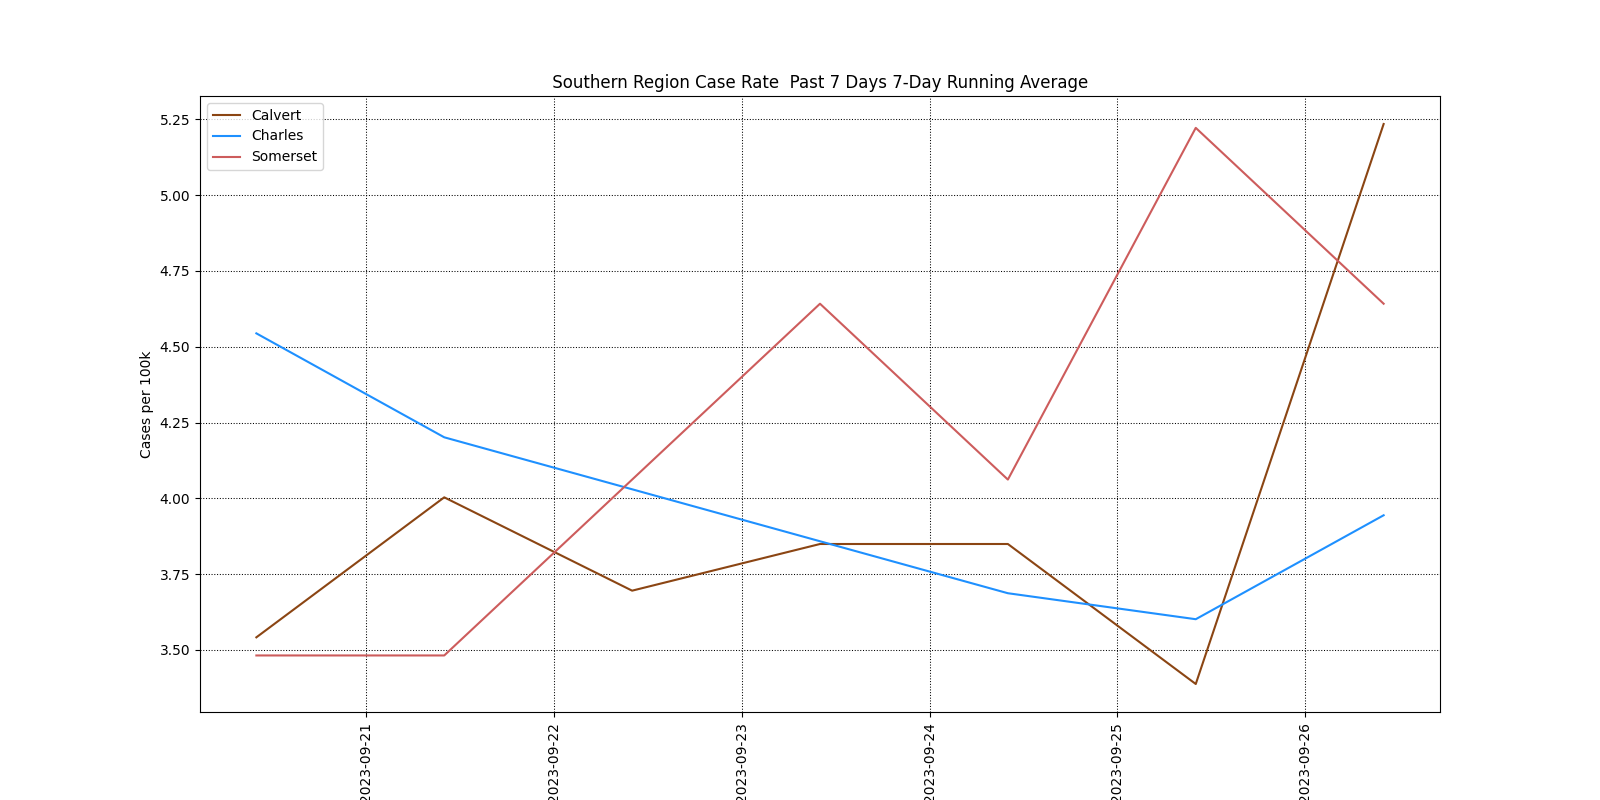 Southern Region Case Rate  Past 7 Days 7-Day Running Average
Calvert
Charles
Somerset
5.25
5.00
4.75
4.50
4.25
4.00
3.75
3.50
Cases per 100k
2023-09-21
2023-09-22
2023-09-23
2023-09-24
2023-09-25
2023-09-26